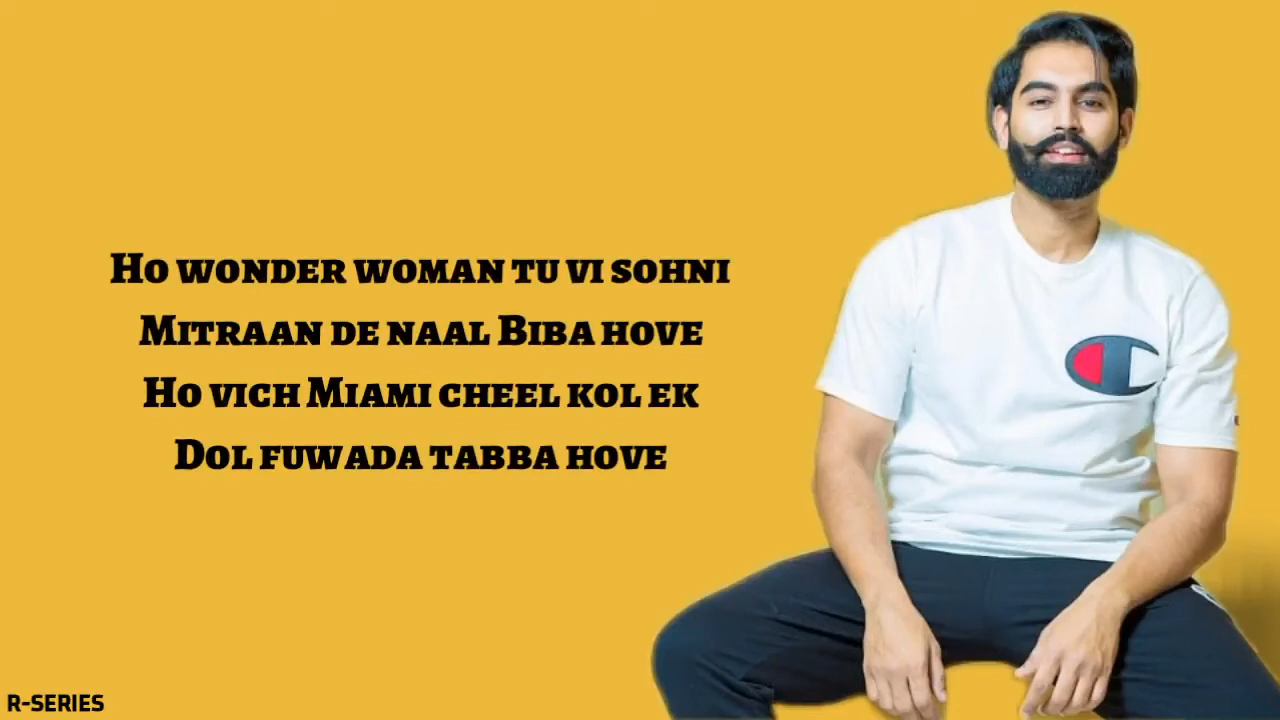 Ho wonder woman tu vi sohni
Mitraan de naal Biba hove
Ho vich Miami cheel kol ek
Dol fuwada tabba hove
R-SERIES